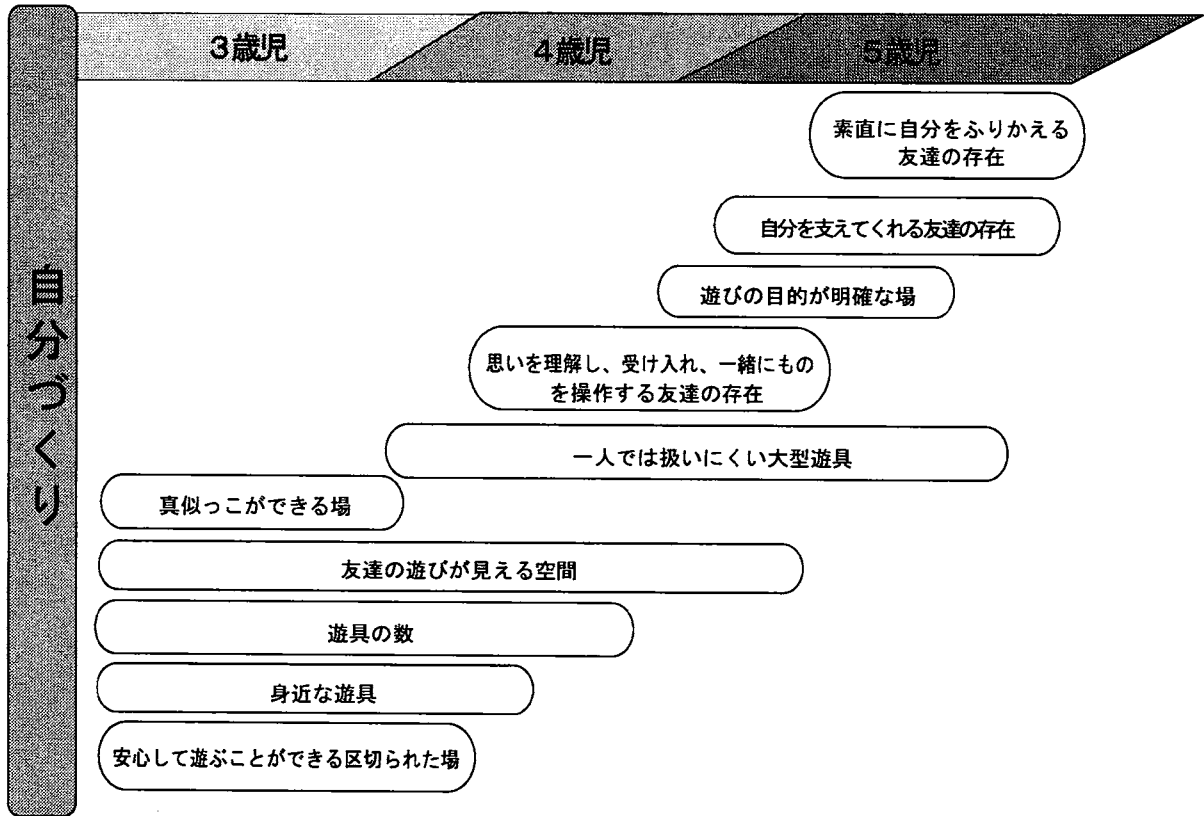 3歳児
4歳児
5歳児
自分づくり
素直に自分をふりかえる
友達の存在
自分を支えてくれる友達の存在
遊びの目的が明確な場
思いを理解し、受け入れ、一緒にもの
を操作する友達の存在
一人では扱いにくい大型遊具
真似っこができる場
友達の遊びが見える空間
遊具の数
身近な遊具
安心して遊ぶことができる区切られた場